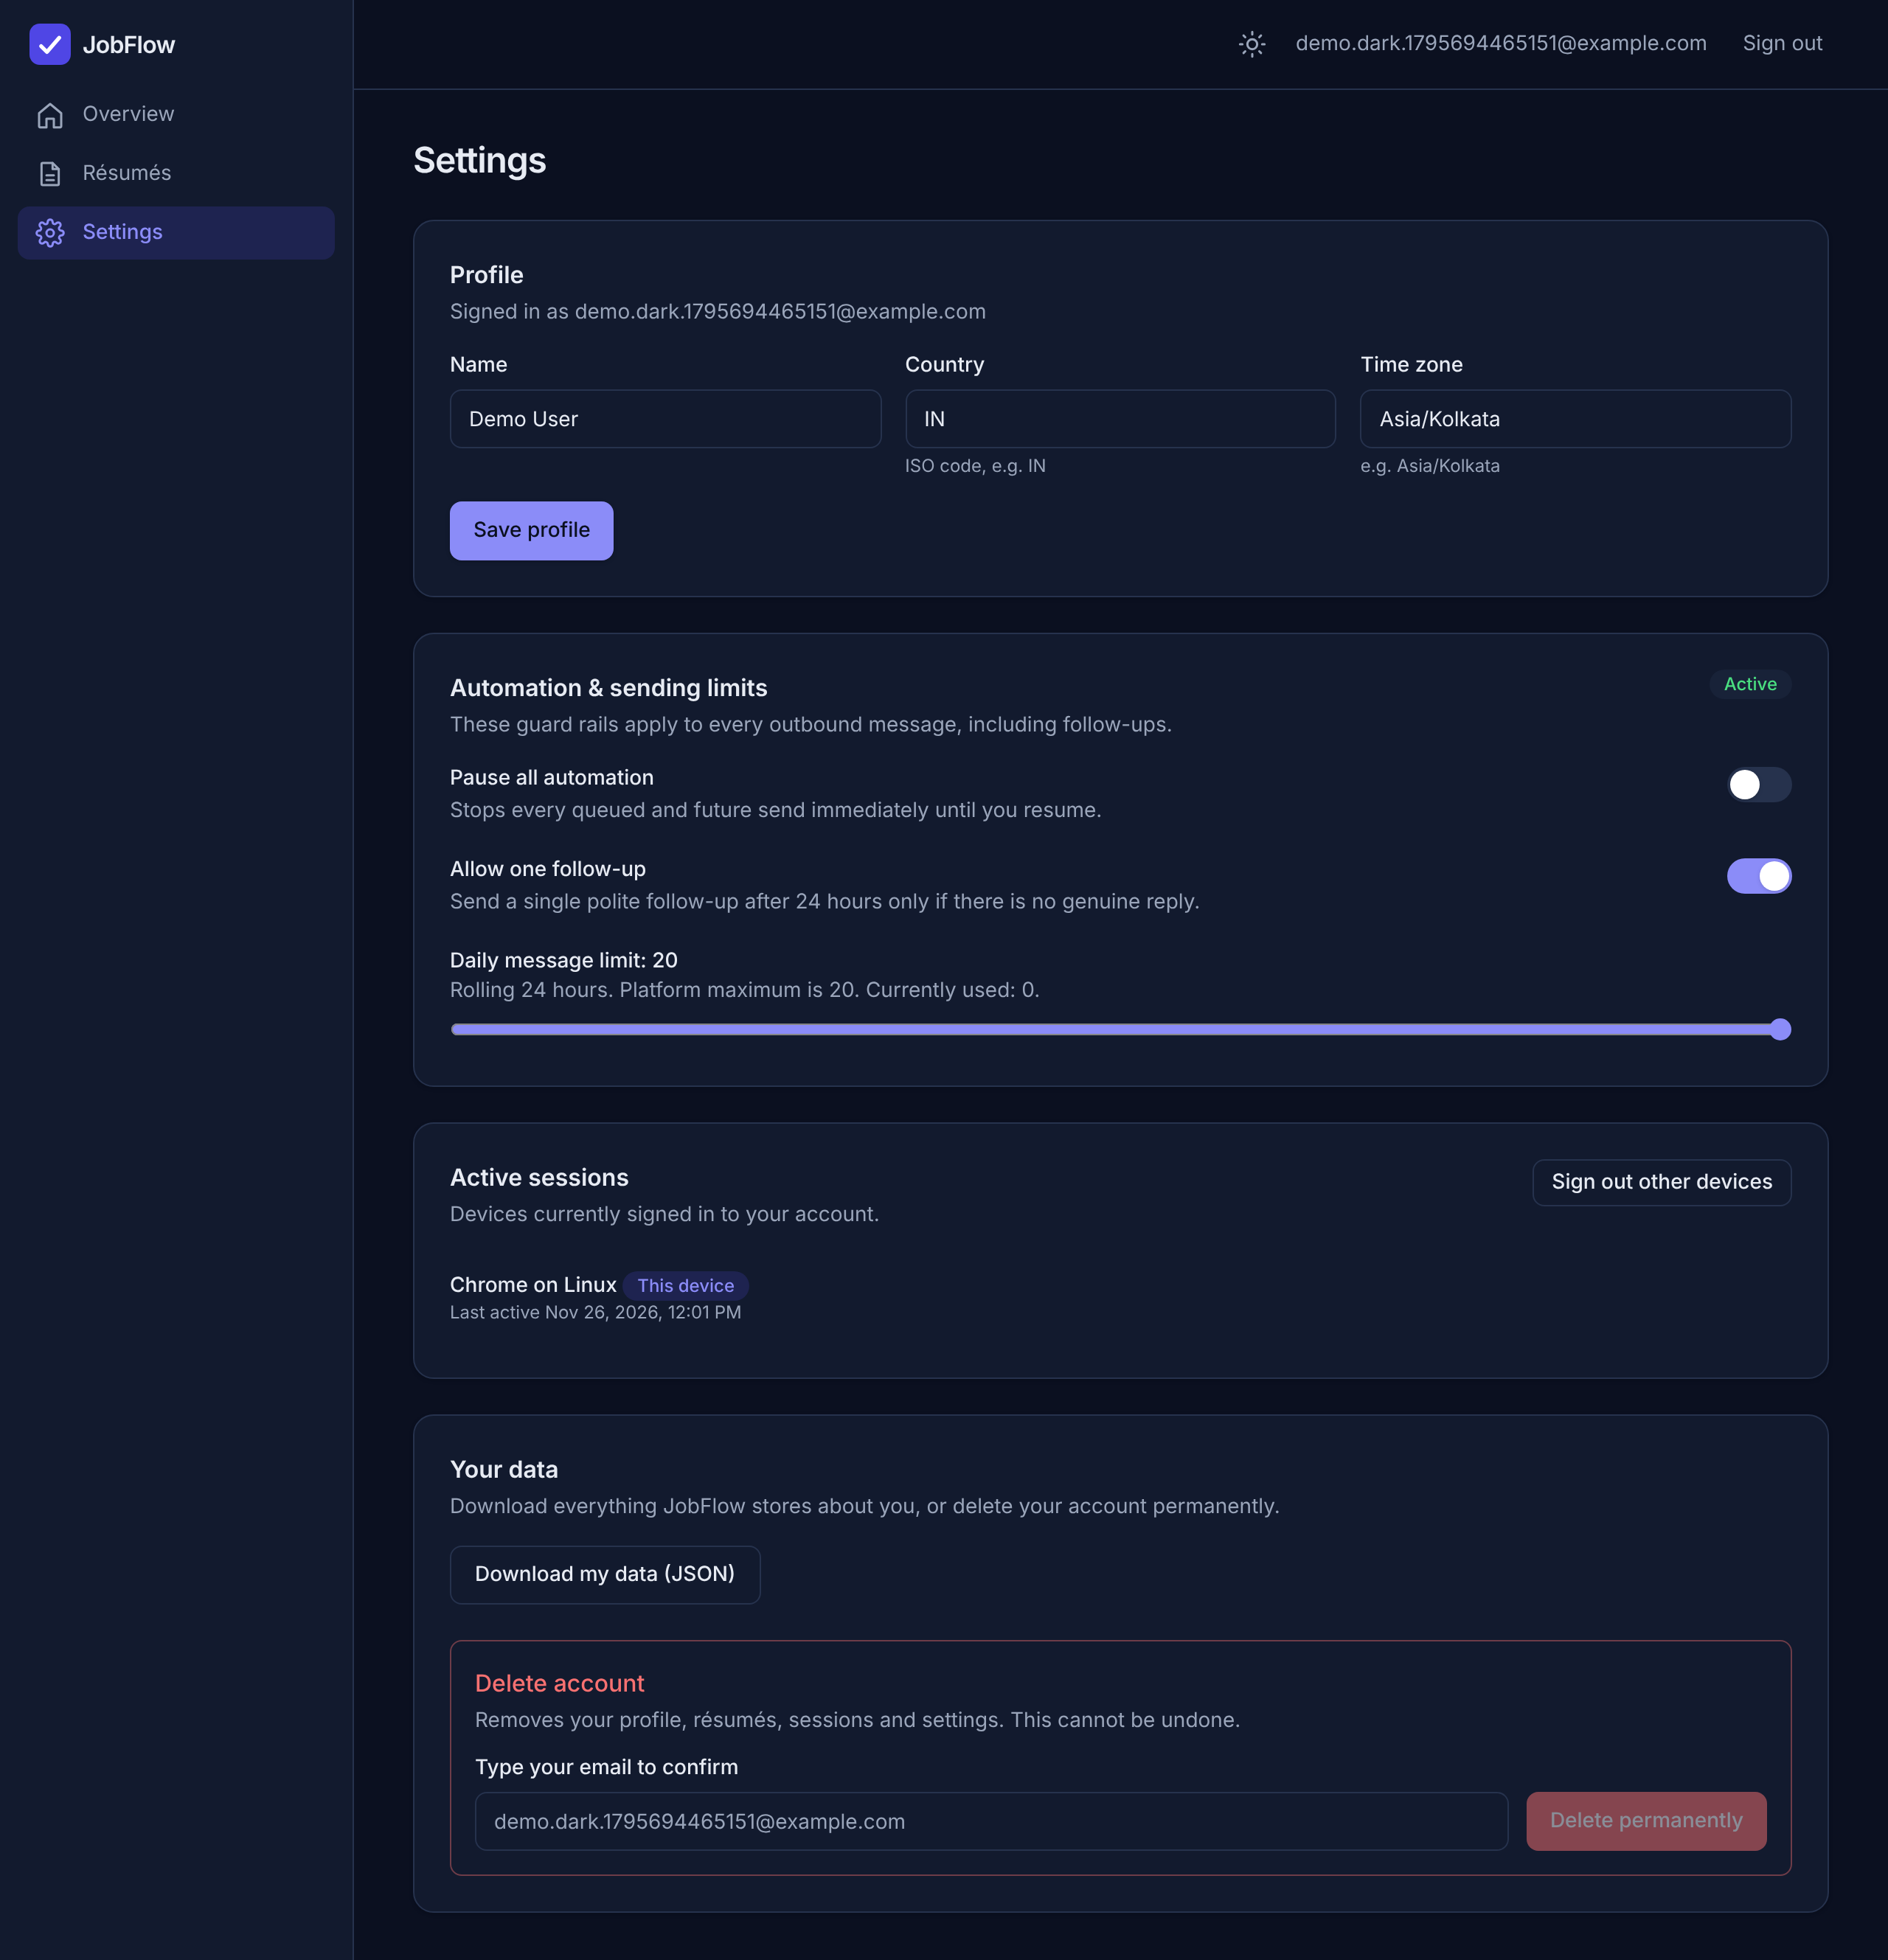 JobFlow
demo.dark.1795694465151@example.com
Sign out
Overview
Résumés
Settings
Settings
Profile
Signed in as demo.dark.1795694465151@example.com
Name
Country
Time zone
Demo User
IN
Asia/Kolkata
ISO code, e.g. IN
e.g. Asia/Kolkata
Save profile
Automation & sending limits
Active
These guard rails apply to every outbound message, including follow-ups.
Pause all automation
Stops every queued and future send immediately until you resume.
Allow one follow-up
Send a single polite follow-up after 24 hours only if there is no genuine reply.
Daily message limit: 20
Rolling 24 hours. Platform maximum is 20. Currently used: 0.
Active sessions
Sign out other devices
Devices currently signed in to your account.
Chrome on Linux This device
Last active Nov 26, 2026, 12:01 PM
Your data
Download everything JobFlow stores about you, or delete your account permanently.
Download my data (JSON)
Delete account
Removes your profile, résumés, sessions and settings. This cannot be undone.
Type your email to confirm
demo.dark.1795694465151@example.com
Delete permanently